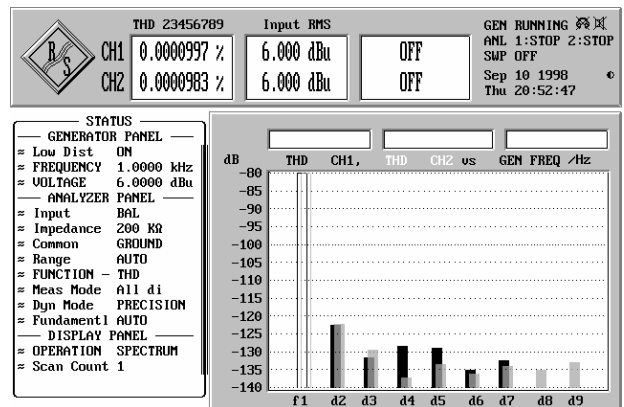 THD 23456789 Input RMS
R S
CH1 0.0000997 % 6.000 dBu OFF
CH2 0.0000983 % 6.000 dBu OFF
GEN RUNNING
ANL 1:STOP 2:STOP
SWP OFF
Sep 10 1998
Thu 20:52:47
STATUS
GENERATOR PANEL
≈ Low Dist ON
≈ FREQUENCY 1.0000 kHz
≈ VOLTAGE 6.0000 dBu
ANALYZER PANEL
≈ Input BAL
≈ Impedance 200 KΩ
≈ Common GROUND
≈ Range AUTO
≈ FUNCTION - THD
≈ Meas Mode All di
≈ Dyn Mode PRECISION
≈ Fundamentl AUTO
DISPLAY PANEL
≈ OPERATION SPECTRUM
≈ Scan Count 1
dB THD CH1, THD CH2 vs GEN FREQ /Hz
-80
-85
-90
-95
-100
-105
-110
-115
-120
-125
-130
-135
-140
f1 d2 d3 d4 d5 d6 d7 d8 d9